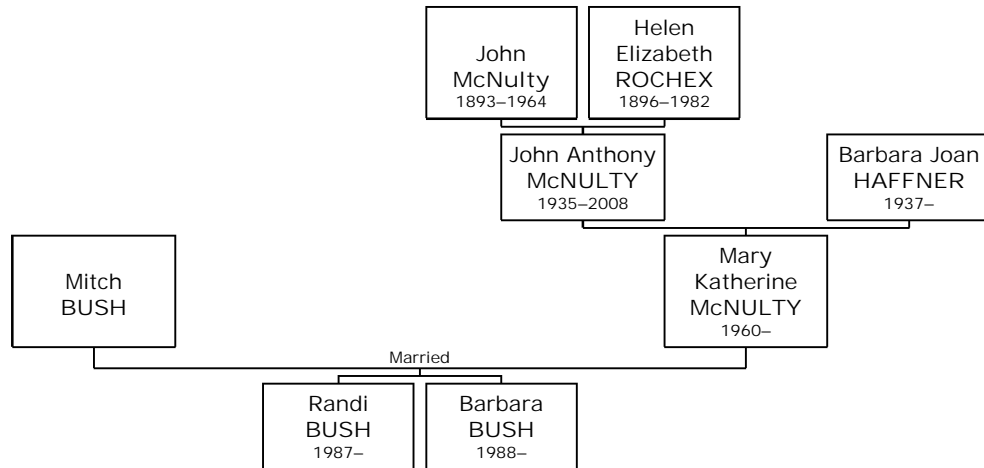 John
McNulty
1893–1964
Helen
Elizabeth
ROCHEX
1896–1982
John Anthony
McNULTY
1935–2008
Barbara Joan
HAFFNER
1937–
Mitch
BUSH
Mary
Katherine
McNULTY
1960–
Married
Randi
BUSH
1987–
Barbara
BUSH
1988–